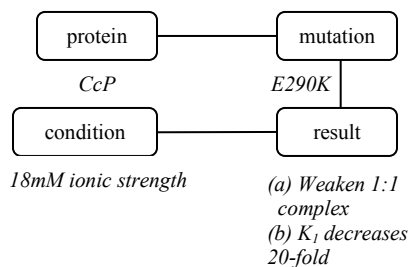 protein
mutation
CcP
E290K
condition
result
18mM ionic strength
(a) Weaken 1:1
complex
(b) K₁ decreases
20-fold